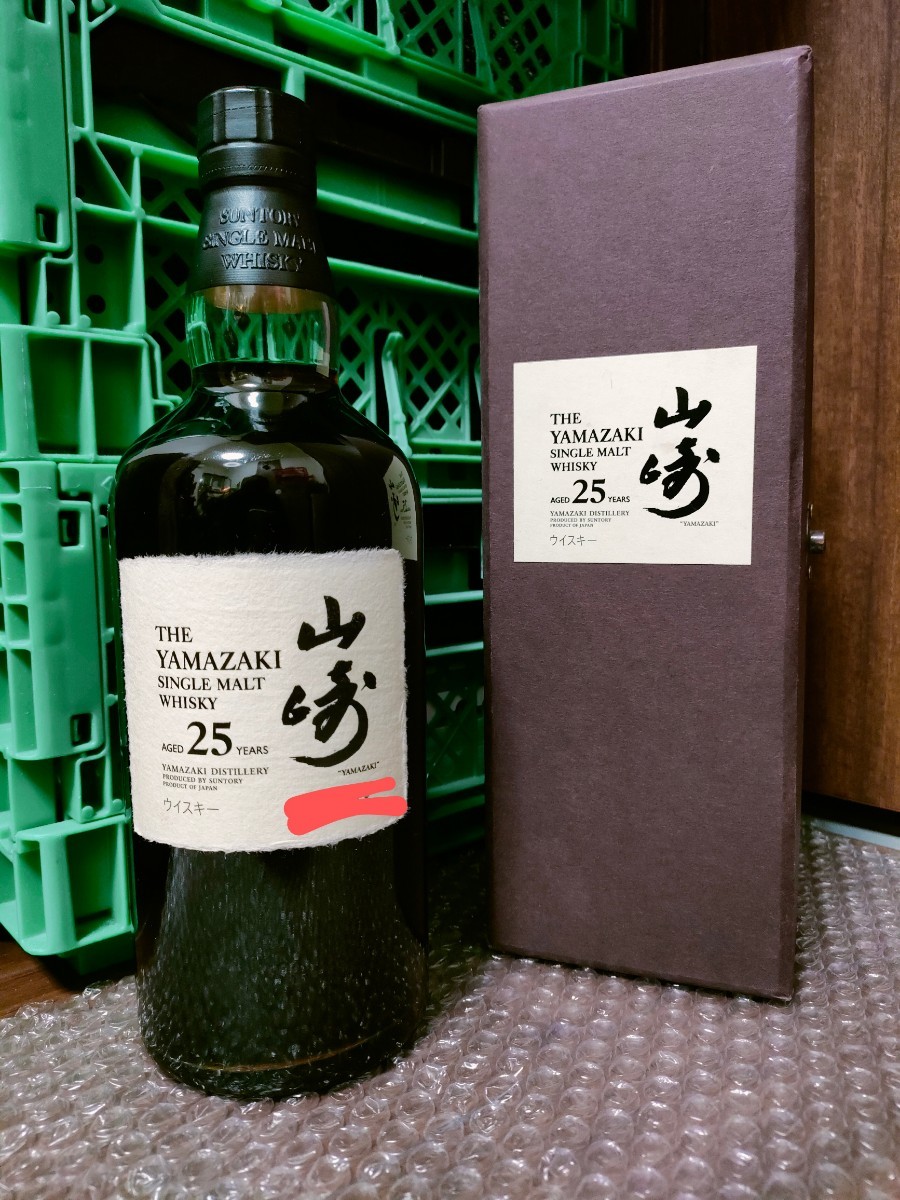 SUNTORY
SINGLE MALT
WHISKY
THE
YAMAZAKI
SINGLE MALT
WHISKY
AGED 25 YEARS
YAMAZAKI DISTILLERY
PRODUCED BY SUNTORY
PRODUCT OF JAPAN
ウイスキー
山崎
"YAMAZAKI"
THE
YAMAZAKI
SINGLE MALT
WHISKY
AGED 25 YEARS
YAMAZAKI DISTILLERY
PRODUCED BY SUNTORY
PRODUCT OF JAPAN
ウイスキー
山崎
"YAMAZAKI"